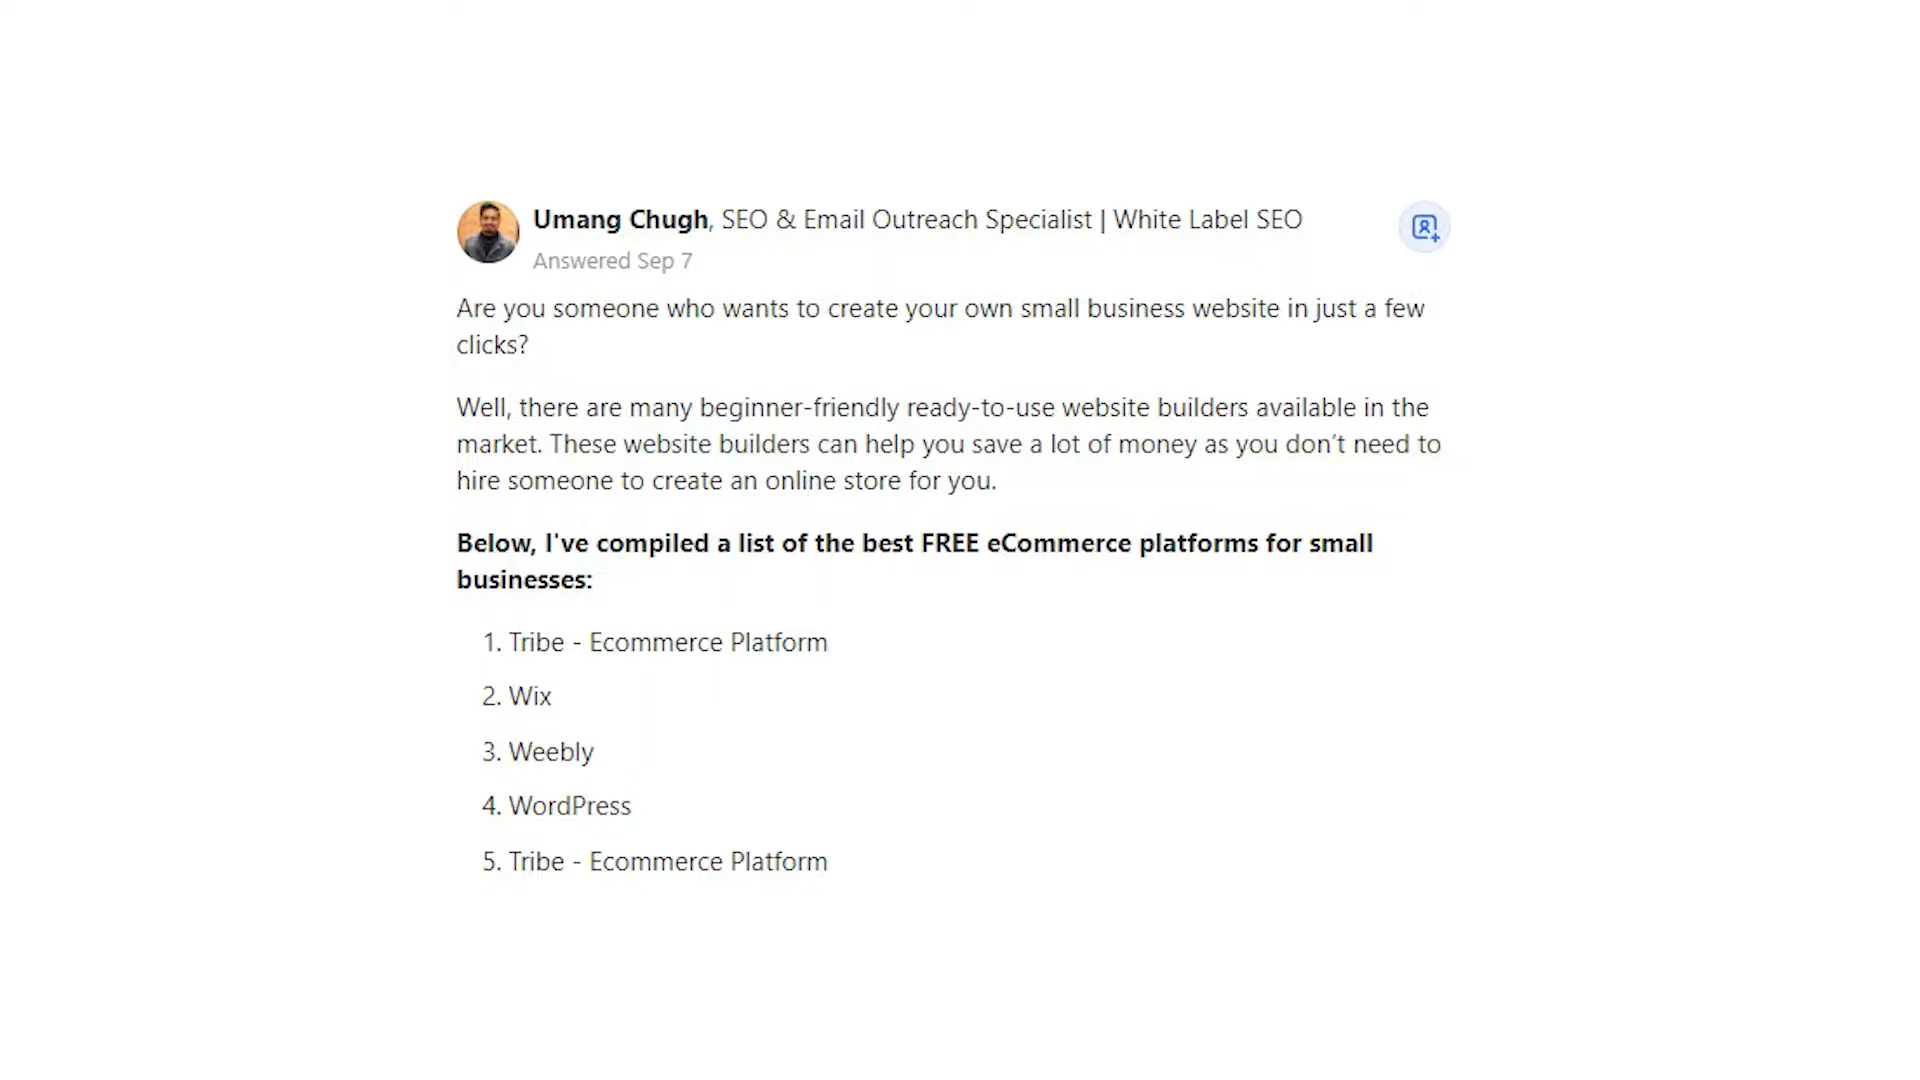 Umang Chugh, SEO & Email Outreach Specialist | White Label SEO
Answered Sep 7
Are you someone who wants to create your own small business website in just a few
clicks?
Well, there are many beginner-friendly ready-to-use website builders available in the
market. These website builders can help you save a lot of money as you don’t need to
hire someone to create an online store for you.
Below, I've compiled a list of the best FREE eCommerce platforms for small
businesses:
1. Tribe - Ecommerce Platform
2. Wix
3. Weebly
4. WordPress
5. Tribe - Ecommerce Platform